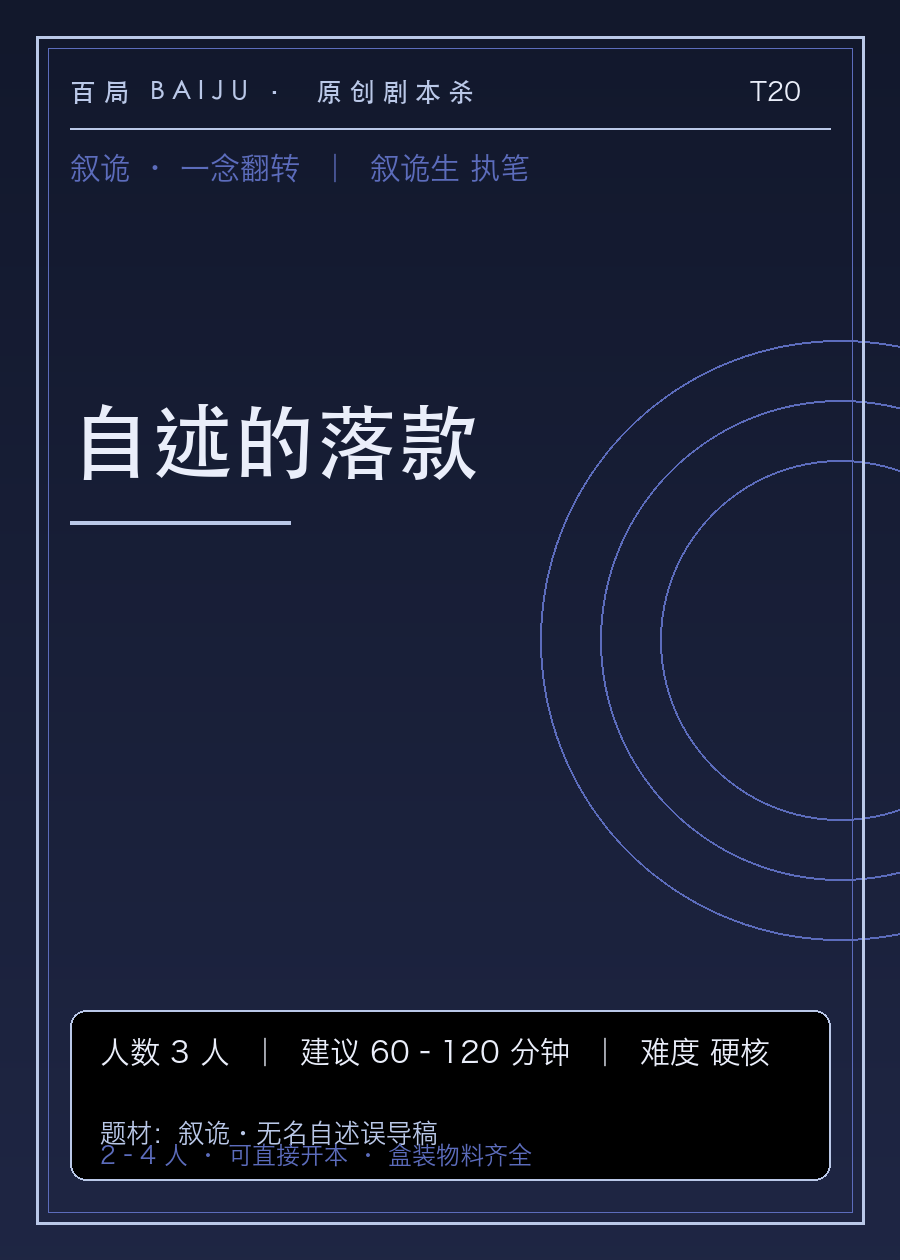 百局 BAIJU · 原创剧本杀 T20
叙诡 · 一念翻转 | 叙诡生 执笔
自述的落款
人数 3 人 | 建议 60 - 120 分钟 | 难度 硬核
题材: 叙诡 · 无名自述误导稿
2 - 4 人 · 可直接开本 · 盒装物料齐全